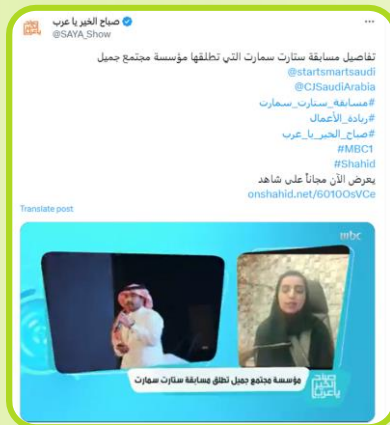 صباح الخير يا عرب
@SAYA_Show
تفاصيل مسابقة ستارت سمارت التي تطلقها مؤسسة مجتمع جميل
@startsmartsaudi
@CJSaudiArabia
#مسابقة_ستارت_سمارت
#ريادة_الأعمال
#صباح_الخير_يا_عرب
#MBC1
#Shahid
يعرض الآن مجاناً على شاهد
onshahid.net/6010OsVCe
Translate post
mbc
مؤسسة مجتمع جميل تطلق مسابقة ستارت سمارت
صباح
الخير
ياعرب